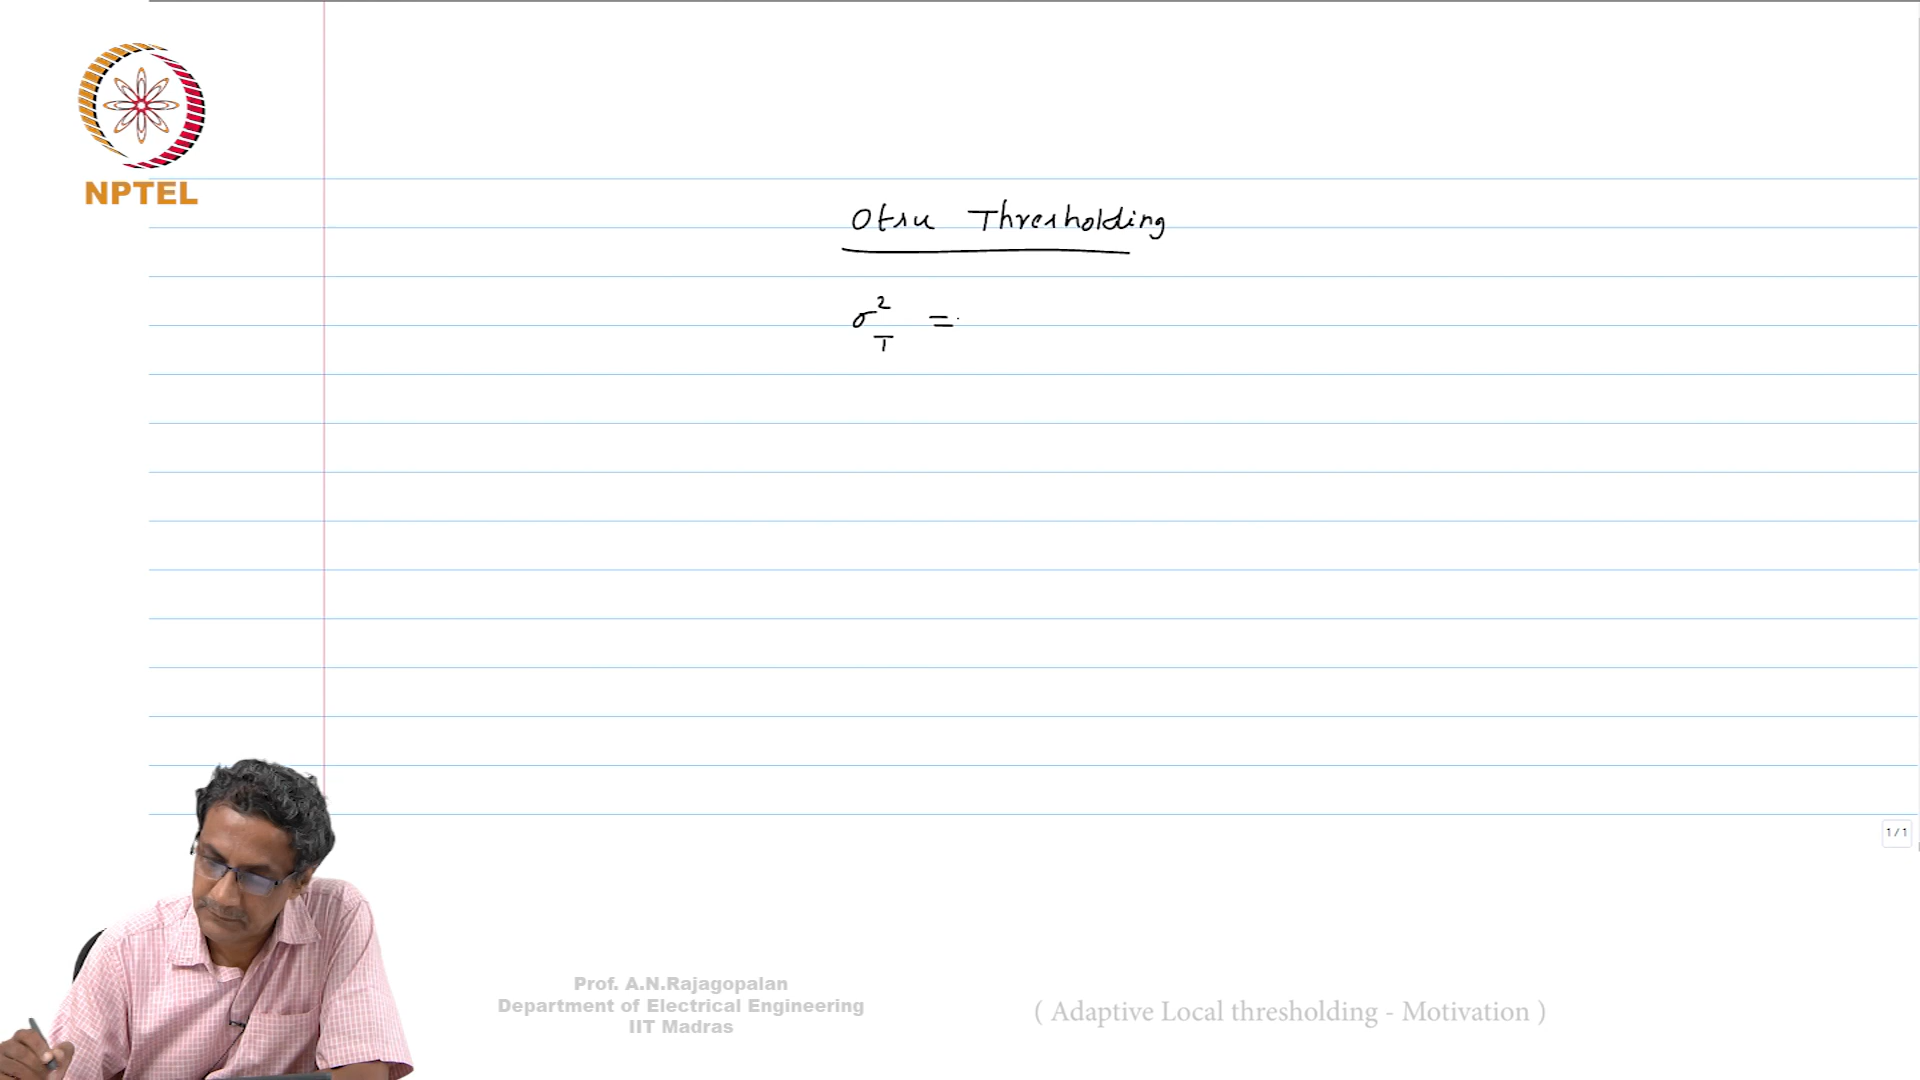 NPTEL
Otsu Thresholding
σ²_T =
1 / 1
Prof. A.N.Rajagopalan
Department of Electrical Engineering
IIT Madras
( Adaptive Local thresholding - Motivation )